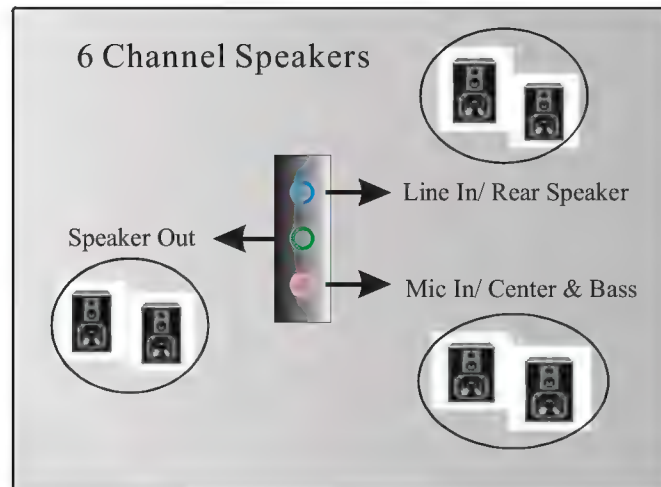 6 Channel Speakers
Line In/ Rear Speaker
Speaker Out
Mic In/ Center & Bass